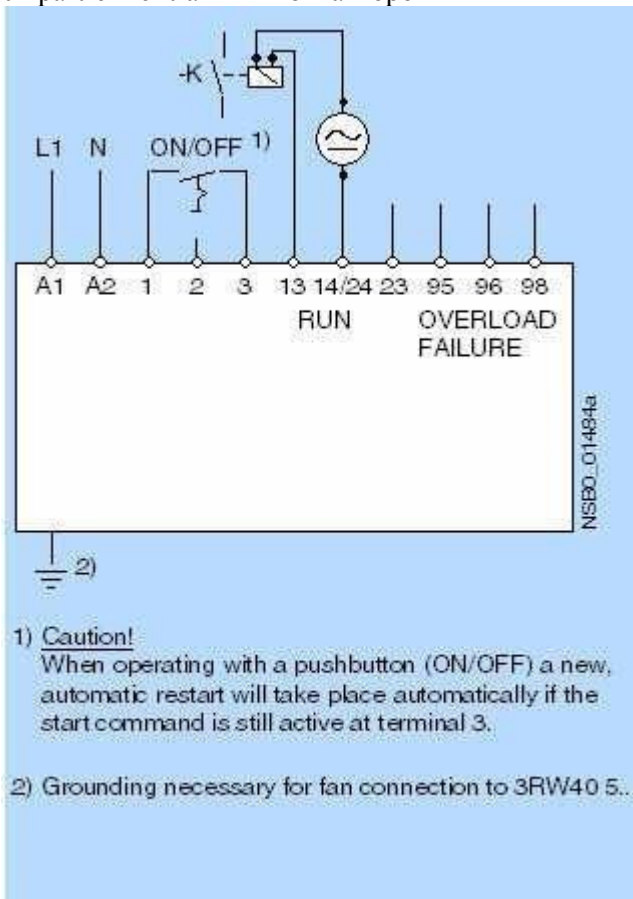 -K
L1 N ON/OFF 1)
A1 A2 1 2 3 13 14/24 23 95 96 98
RUN OVERLOAD
FAILURE
NSB0_01484a
2)
1) Caution!
When operating with a pushbutton (ON/OFF) a new,
automatic restart will take place automatically if the
start command is still active at terminal 3.
2) Grounding necessary for fan connection to 3RW40 5..